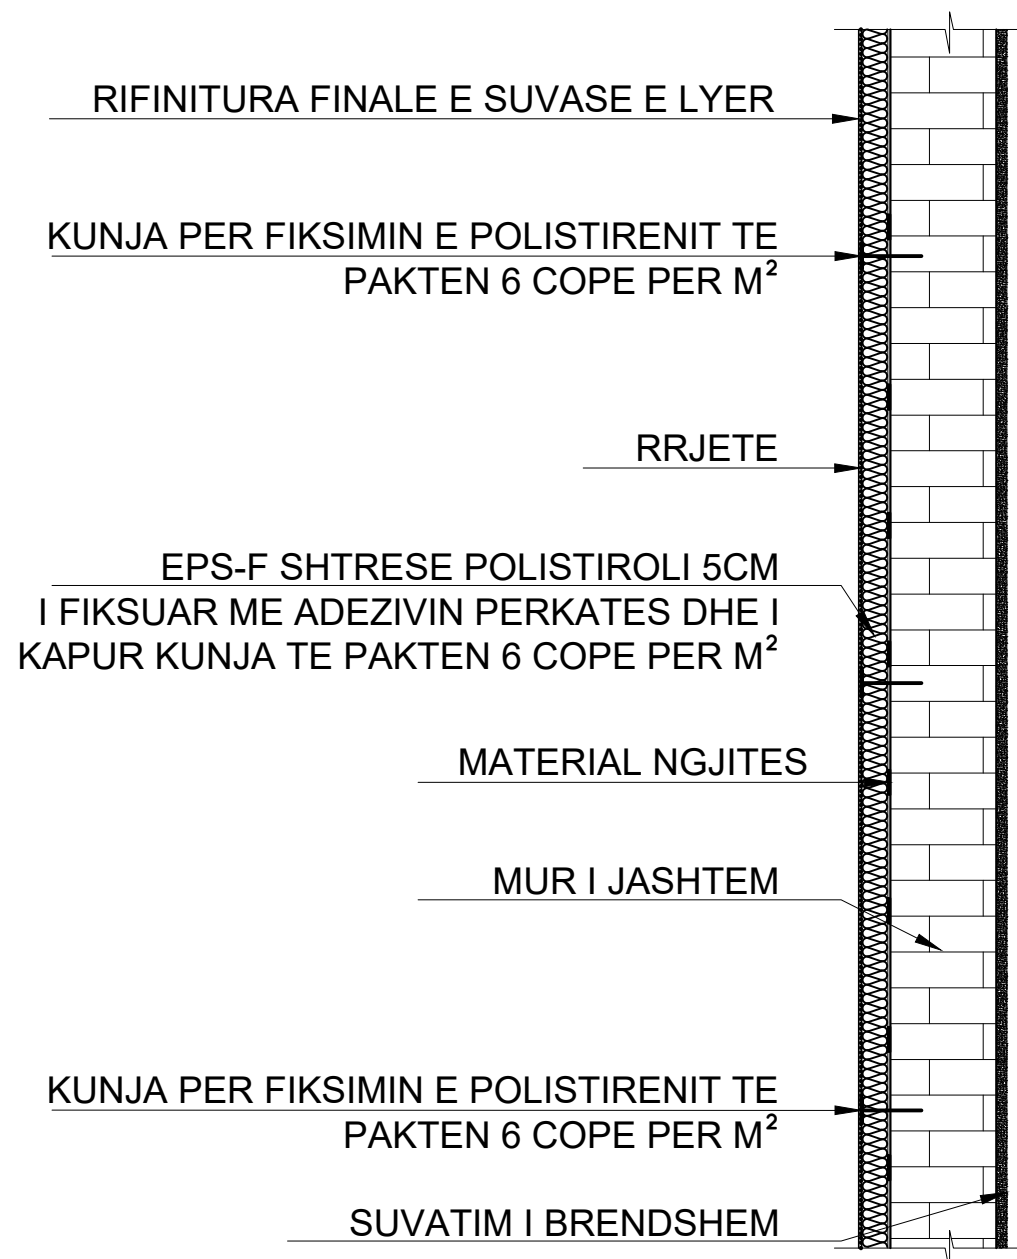 RIFINITURA FINALE E SUVASE E LYER
KUNJA PER FIKSIMIN E POLISTIRENIT TE
PAKTEN 6 COPE PER M²
RRJETE
EPS-F SHTRESE POLISTIROLI 5CM
I FIKSUAR ME ADEZIVIN PERKATES DHE I
KAPUR KUNJA TE PAKTEN 6 COPE PER M²
MATERIAL NGJITES
MUR I JASHTEM
KUNJA PER FIKSIMIN E POLISTIRENIT TE
PAKTEN 6 COPE PER M²
SUVATIM I BRENDSHEM